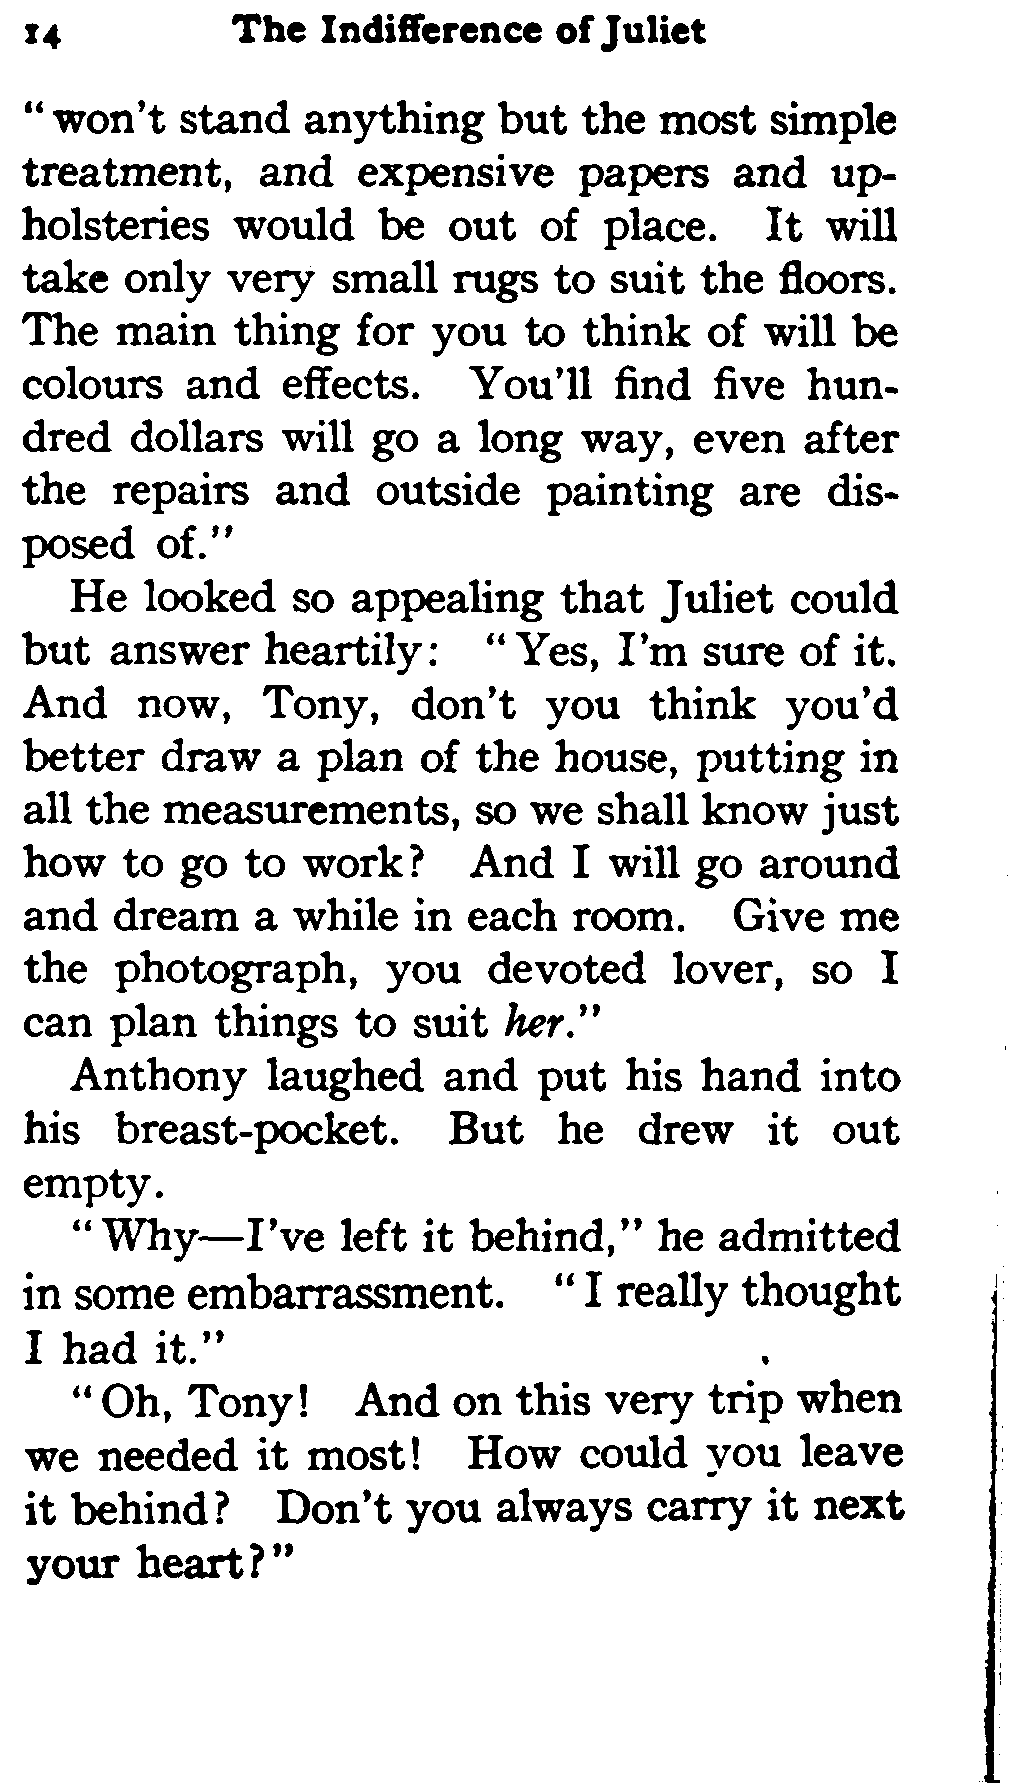 14 The Indifference of Juliet
“won't stand anything but the most simple
treatment, and expensive papers and up-
holsteries would be out of place. It will
take only very small rugs to suit the floors.
The main thing for you to think of will be
colours and effects. You'll find five hun-
dred dollars will go a long way, even after
the repairs and outside painting are dis-
posed of.”
He looked so appealing that Juliet could
but answer heartily: “Yes, I'm sure of it.
And now, Tony, don't you think you'd
better draw a plan of the house, putting in
all the measurements, so we shall know just
how to go to work? And I will go around
and dream a while in each room. Give me
the photograph, you devoted lover, so I
can plan things to suit her.”
Anthony laughed and put his hand into
his breast-pocket. But he drew it out
empty.
“Why—I've left it behind,” he admitted
in some embarrassment. “I really thought
I had it.”
“Oh, Tony! And on this very trip when
we needed it most! How could you leave
it behind? Don't you always carry it next
your heart?”